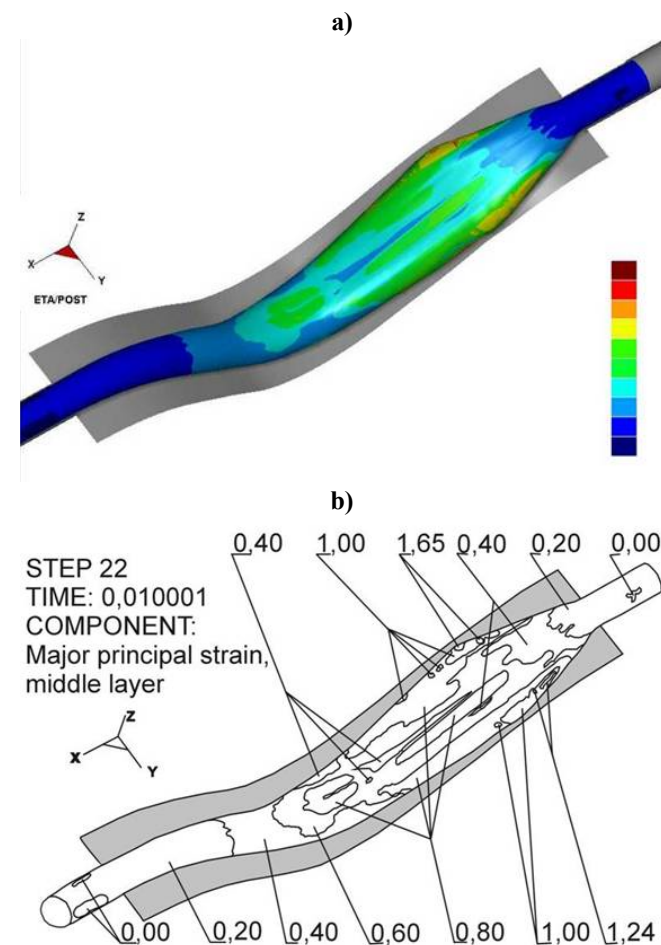 a)
Z
X
Y
ETA/POST
b)
0,40 1,00 1,65 0,40 0,20 0,00
STEP 22
TIME: 0,010001
COMPONENT:
Major principal strain,
middle layer
Z
X
Y
0,00 0,20 0,40 0,60 0,80 1,00 1,24